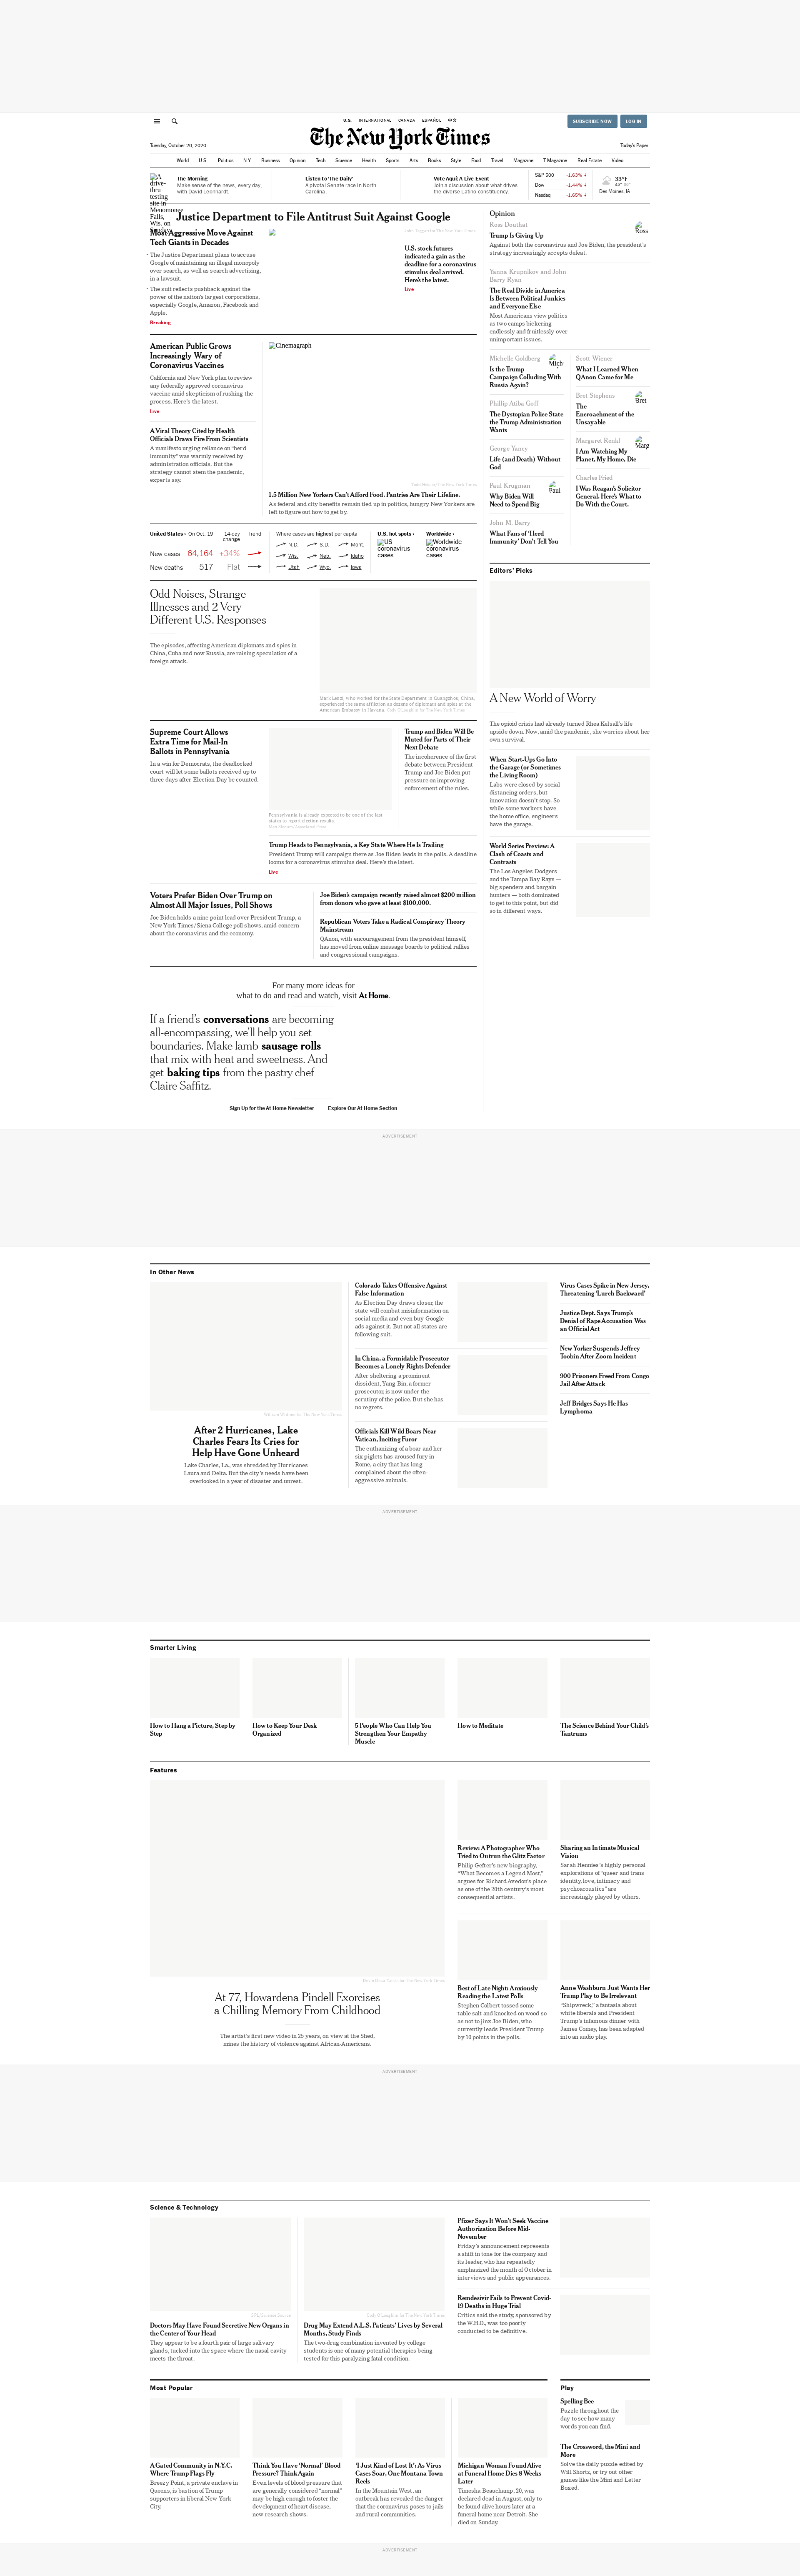 U.S. INTERNATIONAL CANADA ESPAÑOL 中文
SUBSCRIBE NOW LOG IN
The New York Times
Tuesday, October 20, 2020
Today's Paper
World U.S. Politics N.Y. Business Opinion Tech Science Health Sports Arts Books Style Food Travel Magazine T Magazine Real Estate Video
The Morning
Make sense of the news, every day,
with David Leonhardt.
Listen to 'The Daily'
A pivotal Senate race in North
Carolina.
Vote Aquí: A Live Event
Join a discussion about what drives
the diverse Latino constituency.
S&P 500 -1.63%
Dow -1.44%
Nasdaq -1.65%
33°F
Des Moines, IA
A
drive-
thru
testing
site in
Menomonee
Falls,
Wis. on
Sunday
Justice Department to File Antitrust Suit Against Google
Most Aggressive Move Against
Tech Giants in Decades
The Justice Department plans to accuse
Google of maintaining an illegal monopoly
over search, as well as search advertising,
in a lawsuit.
The suit reflects pushback against the
power of the nation's largest corporations,
especially Google, Amazon, Facebook and
Apple.
Breaking
U.S. stock futures
indicated a gain as the
deadline for a coronavirus
stimulus deal arrived.
Here's the latest.
Live
American Public Grows
Increasingly Wary of
Coronavirus Vaccines
California and New York plan to review
any federally approved coronavirus
vaccine amid skepticism of rushing the
process. Here's the latest.
Live
A Viral Theory Cited by Health
Officials Draws Fire From Scientists
A manifesto urging reliance on "herd
immunity" was warmly received by
administration officials. But the
strategy cannot stem the pandemic,
experts say.
Cinemagraph
Todd Heisler/The New York Times
1.5 Million New Yorkers Can't Afford Food. Pantries Are Their Lifeline.
As federal and city benefits remain tied up in politics, hungry New Yorkers are
left to figure out how to get by.
United States › On Oct. 19 14-day
change Trend
New cases 64,164 +34%
New deaths 517 Flat
Where cases are highest per capita
N.D. S.D. Mont.
Wis. Neb. Idaho
Utah Wyo. Iowa
U.S. hot spots ›
US
coronavirus
cases
Worldwide ›
Worldwide
coronavirus
cases
Odd Noises, Strange
Illnesses and 2 Very
Different U.S. Responses
The episodes, affecting American diplomats and spies in
China, Cuba and now Russia, are raising speculation of a
foreign attack.
Mark Lenzi, who worked for the State Department in Guangzhou, China,
experienced the same affliction as dozens of diplomats and spies at the
American Embassy in Havana.
Supreme Court Allows
Extra Time for Mail-In
Ballots in Pennsylvania
In a win for Democrats, the deadlocked
court will let some ballots received up to
three days after Election Day be counted.
Pennsylvania is already expected to be one of the last
states to report election results.
Trump and Biden Will Be
Muted for Parts of Their
Next Debate
The incoherence of the first
debate between President
Trump and Joe Biden put
pressure on improving
enforcement of the rules.
Trump Heads to Pennsylvania, a Key State Where He Is Trailing
President Trump will campaign there as Joe Biden leads in the polls. A deadline
looms for a coronavirus stimulus deal. Here's the latest.
Live
Voters Prefer Biden Over Trump on
Almost All Major Issues, Poll Shows
Joe Biden holds a nine-point lead over President Trump, a
New York Times/Siena College poll shows, amid concern
about the coronavirus and the economy.
Joe Biden's campaign recently raised almost $200 million
from donors who gave at least $100,000.
Republican Voters Take a Radical Conspiracy Theory
Mainstream
QAnon, with encouragement from the president himself,
has moved from online message boards to political rallies
and congressional campaigns.
For many more ideas for
what to do and read and watch, visit At Home.
If a friend's conversations are becoming
all-encompassing, we'll help you set
boundaries. Make lamb sausage rolls
that mix with heat and sweetness. And
get baking tips from the pastry chef
Claire Saffitz.
Sign Up for the At Home Newsletter Explore Our At Home Section
Opinion
Ross Douthat
Trump Is Giving Up
Against both the coronavirus and Joe Biden, the president's
strategy increasingly accepts defeat.
Ross
Yanna Krupnikov and John
Barry Ryan
The Real Divide in America
Is Between Political Junkies
and Everyone Else
Most Americans view politics
as two camps bickering
endlessly and fruitlessly over
unimportant issues.
Michelle Goldberg
Is the Trump
Campaign Colluding With
Russia Again?
Phillip Atiba Goff
The Dystopian Police State
the Trump Administration
Wants
George Yancy
Life (and Death) Without
God
Paul Krugman
Why Biden Will
Need to Spend Big
Paul
John M. Barry
What Fans of 'Herd
Immunity' Don't Tell You
Scott Wiener
What I Learned When
QAnon Came for Me
Bret Stephens
The
Encroachment of the
Unsayable
Bret
Margaret Renkl
I Am Watching My
Planet, My Home, Die
Charles Fried
I Was Reagan's Solicitor
General. Here's What to
Do With the Court.
Editors' Picks
A New World of Worry
The opioid crisis had already turned Rhea Kelsall's life
upside down. Now, amid the pandemic, she worries about her
own survival.
When Start-Ups Go Into
the Garage (or Sometimes
the Living Room)
Labs were closed by social
distancing orders, but
innovation doesn't stop. So
while some workers have
the home office, engineers
have the garage.
World Series Preview: A
Clash of Coasts and
Contrasts
The Los Angeles Dodgers
and the Tampa Bay Rays —
big spenders and bargain
hunters — both dominated
to get to this point, but did
so in different ways.
ADVERTISEMENT
In Other News
After 2 Hurricanes, Lake
Charles Fears Its Cries for
Help Have Gone Unheard
Lake Charles, La., was shredded by Hurricanes
Laura and Delta. But the city's needs have been
overlooked in a year of disaster and unrest.
Colorado Takes Offensive Against
False Information
As Election Day draws closer, the
state will combat misinformation on
social media and even buy Google
ads against it. But not all states are
following suit.
In China, a Formidable Prosecutor
Becomes a Lonely Rights Defender
After sheltering a prominent
dissident, Yang Bin, a former
prosecutor, is now under the
scrutiny of the police. But she has
no regrets.
Officials Kill Wild Boars Near
Vatican, Inciting Furor
The euthanizing of a boar and her
six piglets has aroused fury in
Rome, a city that has long
complained about the often-
aggressive animals.
Virus Cases Spike in New Jersey,
Threatening 'Lurch Backward'
Justice Dept. Says Trump's
Denial of Rape Accusation Was
an Official Act
New Yorker Suspends Jeffrey
Toobin After Zoom Incident
900 Prisoners Freed From Congo
Jail After Attack
Jeff Bridges Says He Has
Lymphoma
ADVERTISEMENT
Smarter Living
How to Hang a Picture, Step by
Step
How to Keep Your Desk
Organized
5 People Who Can Help You
Strengthen Your Empathy
Muscle
How to Meditate
The Science Behind Your Child's
Tantrums
Features
At 77, Howardena Pindell Exorcises
a Chilling Memory From Childhood
The artist's first new video in 25 years, on view at the Shed,
mines the history of violence against African-Americans.
Review: A Photographer Who
Tried to Outrun the Glitz Factor
Philip Gefter's new biography,
"What Becomes a Legend Most,"
argues for Richard Avedon's place
as one of the 20th century's most
consequential artists.
Sharing an Intimate Musical
Vision
Sarah Hennies's highly personal
explorations of "queer and trans
identity, love, intimacy and
psychoacoustics" are
increasingly played by others.
Best of Late Night: Anxiously
Reading the Latest Polls
Stephen Colbert tossed some
table salt and knocked on wood so
as not to jinx Joe Biden, who
currently leads President Trump
by 10 points in the polls.
Anne Washburn Just Wants Her
Trump Play to Be Irrelevant
"Shipwreck," a fantasia about
white liberals and President
Trump's infamous dinner with
James Comey, has been adapted
into an audio play.
ADVERTISEMENT
Science & Technology
Doctors May Have Found Secretive New Organs in
the Center of Your Head
They appear to be a fourth pair of large salivary
glands, tucked into the space where the nasal cavity
meets the throat.
Drug May Extend A.L.S. Patients' Lives by Several
Months, Study Finds
The two-drug combination invented by college
students is one of many potential therapies being
tested for this paralyzing fatal condition.
Pfizer Says It Won't Seek Vaccine
Authorization Before Mid-
November
Friday's announcement represents
a shift in tone for the company and
its leader, who has repeatedly
emphasized the month of October in
interviews and public appearances.
Remdesivir Fails to Prevent Covid-
19 Deaths in Huge Trial
Critics said the study, sponsored by
the W.H.O., was too poorly
conducted to be definitive.
Most Popular
A Gated Community in N.Y.C.
Where Trump Flags Fly
Breezy Point, a private enclave in
Queens, is bastion of Trump
supporters in liberal New York
City.
Think You Have 'Normal' Blood
Pressure? Think Again
Even levels of blood pressure that
are generally considered "normal"
may be high enough to foster the
development of heart disease,
new research shows.
'I Just Kind of Lost It': As Virus
Cases Soar, One Montana Town
Reels
In the Mountain West, an
outbreak has revealed the danger
that the coronavirus poses to jails
and rural communities.
Michigan Woman Found Alive
at Funeral Home Dies 8 Weeks
Later
Timesha Beauchamp, 20, was
declared dead in August, only to
be found alive hours later at a
funeral home near Detroit. She
died on Sunday.
Play
Spelling Bee
Puzzle throughout the
day to see how many
words you can find.
The Crossword, the Mini and
More
Solve the daily puzzle edited by
Will Shortz, or try out other
games like the Mini and Letter
Boxed.
ADVERTISEMENT